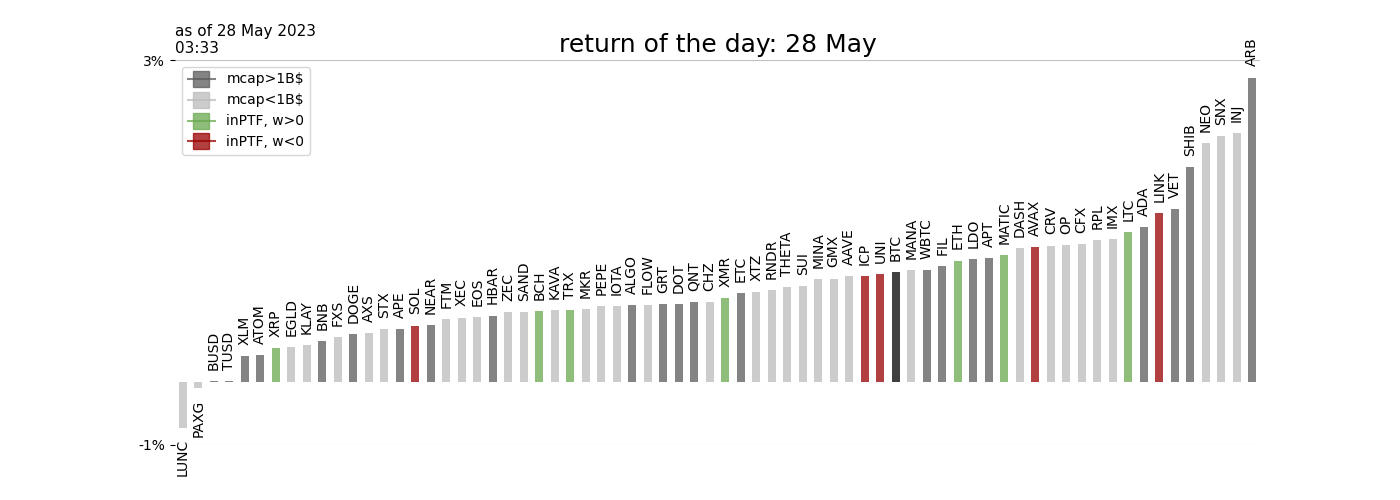 as of 28 May 2023
03:33
return of the day: 28 May
3%
mcap>1B$
mcap<1B$
inPTF, w>0
inPTF, w<0
-1%
LUNC
PAXG
BUSD
TUSD
XLM
ATOM
XRP
EGLD
KLAY
BNB
FXS
DOGE
AXS
STX
APE
SOL
NEAR
FTM
XEC
EOS
HBAR
ZEC
SAND
BCH
KAVA
TRX
MKR
PEPE
IOTA
ALGO
FLOW
GRT
DOT
QNT
CHZ
XMR
ETC
XTZ
RNDR
THETA
SUI
MINA
GMX
AAVE
ICP
UNI
BTC
MANA
WBTC
FIL
ETH
LDO
APT
MATIC
DASH
AVAX
CRV
OP
CFX
RPL
IMX
LTC
ADA
LINK
VET
SHIB
NEO
SNX
INJ
ARB